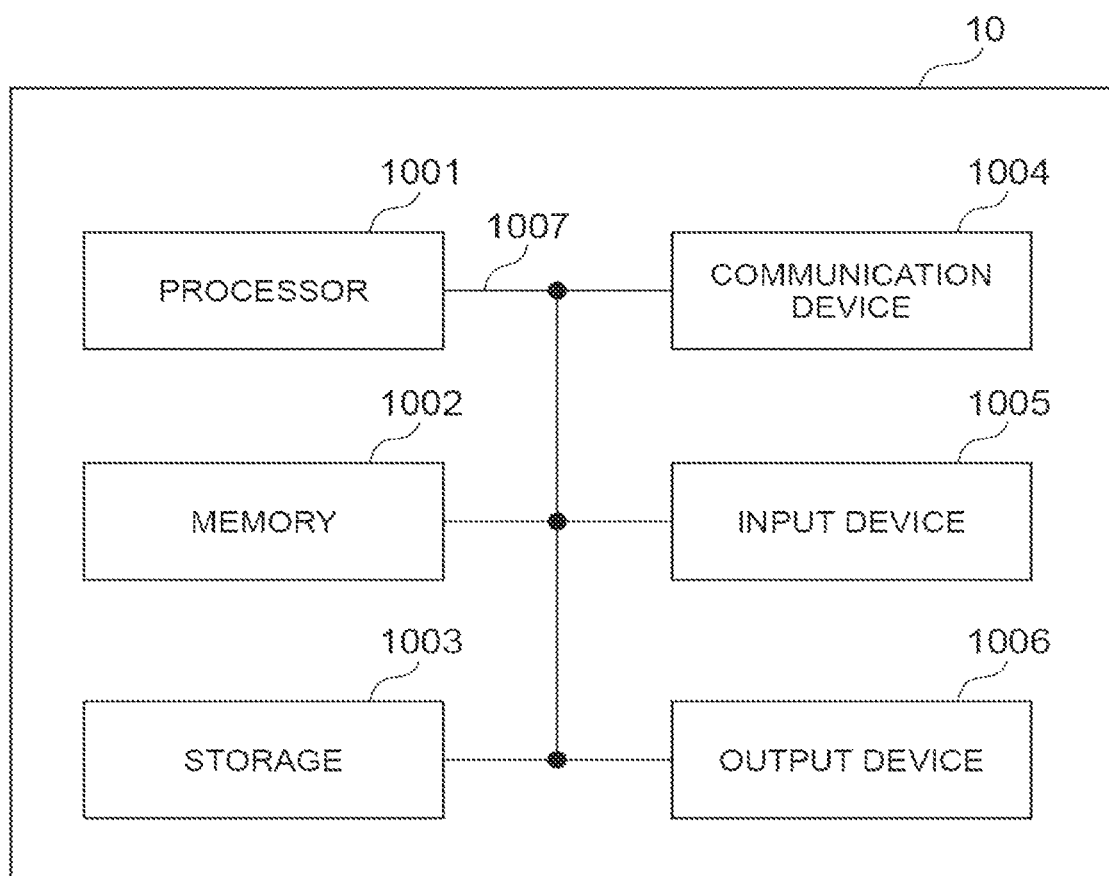 10
1001
1007
1004
PROCESSOR
COMMUNICATION
DEVICE
1002
1005
MEMORY
INPUT DEVICE
1003
1006
STORAGE
OUTPUT DEVICE